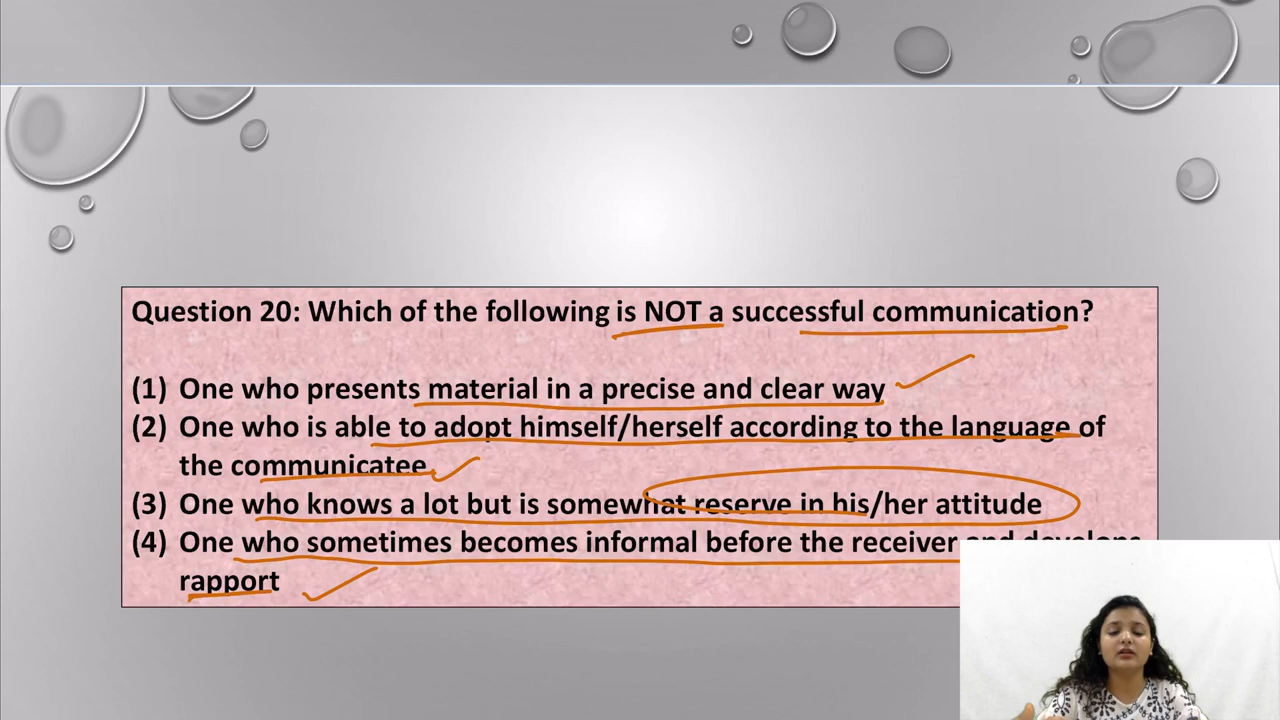 Question 20: Which of the following is NOT a successful communication?
(1) One who presents material in a precise and clear way
(2) One who is able to adopt himself/herself according to the language of
the communicatee
(3) One who knows a lot but is somewhat reserve in his/her attitude
(4) One who sometimes becomes informal before the receiver and develops
rapport